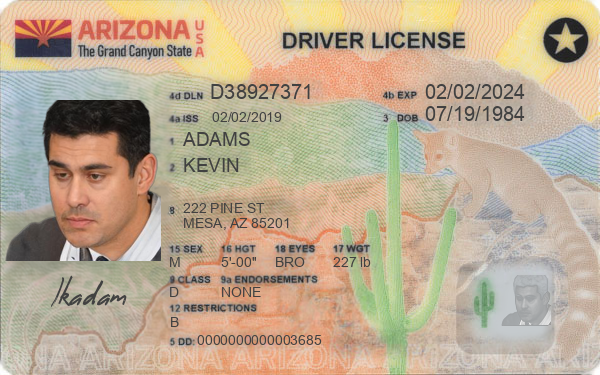 ARIZONA USA
The Grand Canyon State
DRIVER LICENSE
4d DLN D38927371
4b EXP 02/02/2024
4a ISS 02/02/2019
3 DOB 07/19/1984
1 ADAMS
2 KEVIN
8 222 PINE ST
MESA, AZ 85201
15 SEX 16 HGT 18 EYES 17 WGT
M 5'-00" BRO 227 lb
9 CLASS 9a ENDORSEMENTS
D NONE
12 RESTRICTIONS
B
5 DD: 0000000000003685
Ikadam
ARIZONA ARIZONA ARIZONA ARIZONA